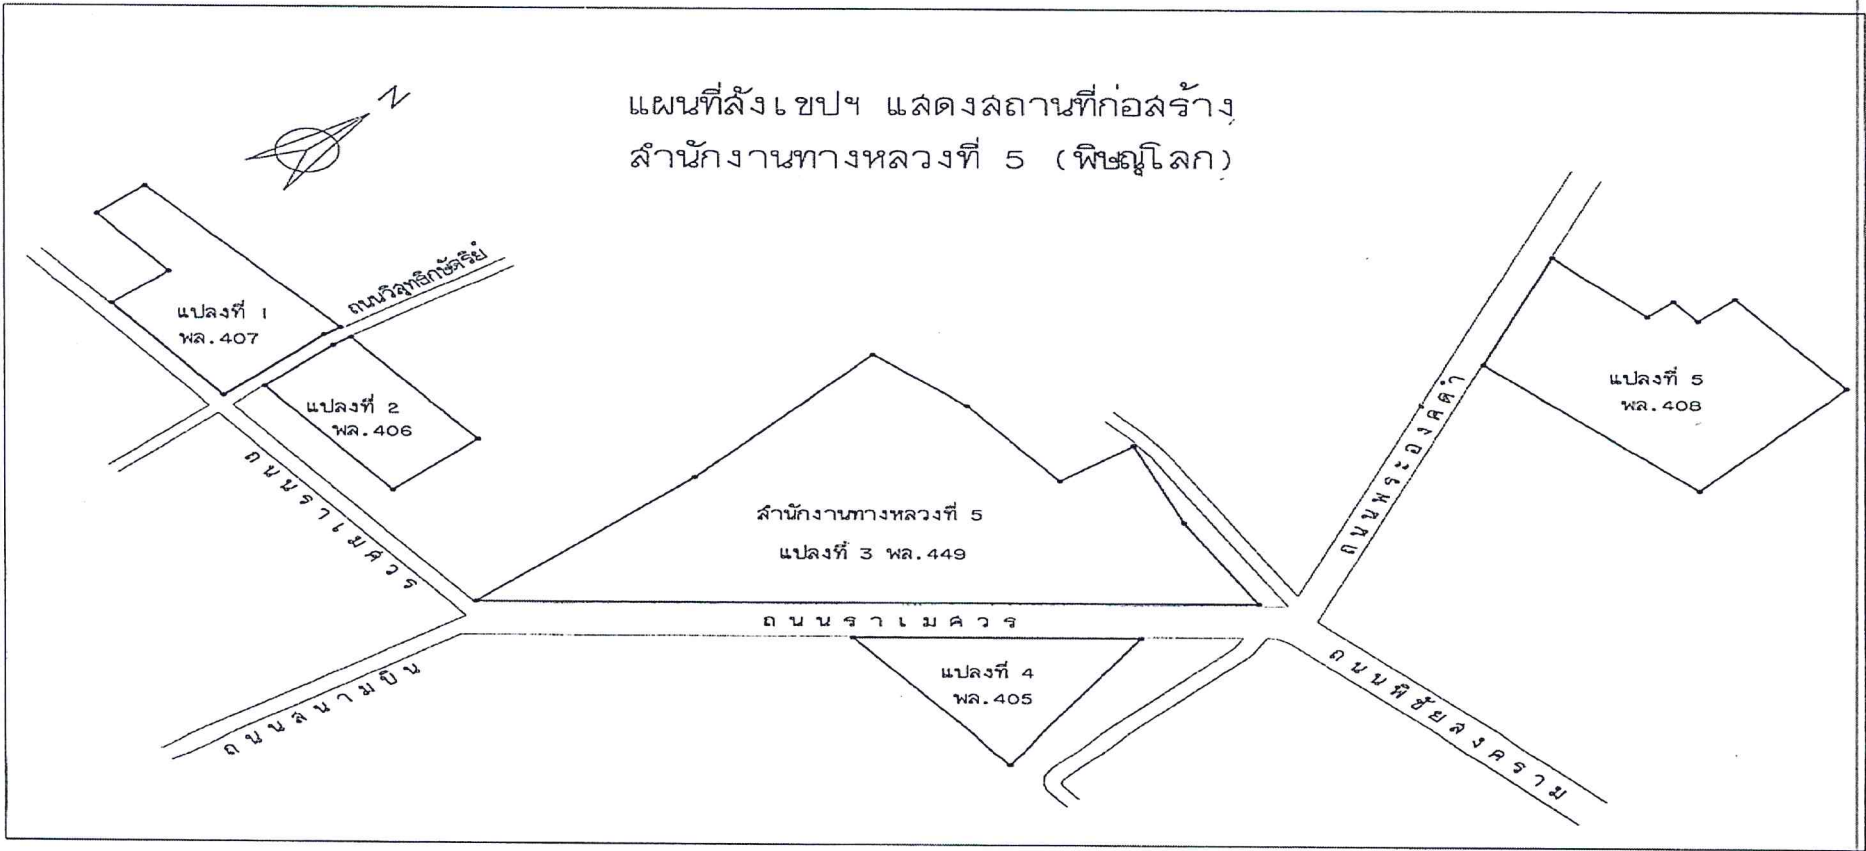 N
แผนที่สังเขปฯ แสดงสถานที่ก่อสร้าง
สำนักงานทางหลวงที่ 5 (พิษณุโลก)
ถนนวิสุทธิกษัตริย์
แปลงที่ 1
พล.407
แปลงที่ 2
พล.406
ถนนราเมศวร
สำนักงานทางหลวงที่ 5
แปลงที่ 3 พล.449
ถนนพระองค์ดำ
แปลงที่ 5
พล.408
ถนนราเมศวร
ถนนสนามบิน
แปลงที่ 4
พล.405
ถนนพิชัยสงคราม